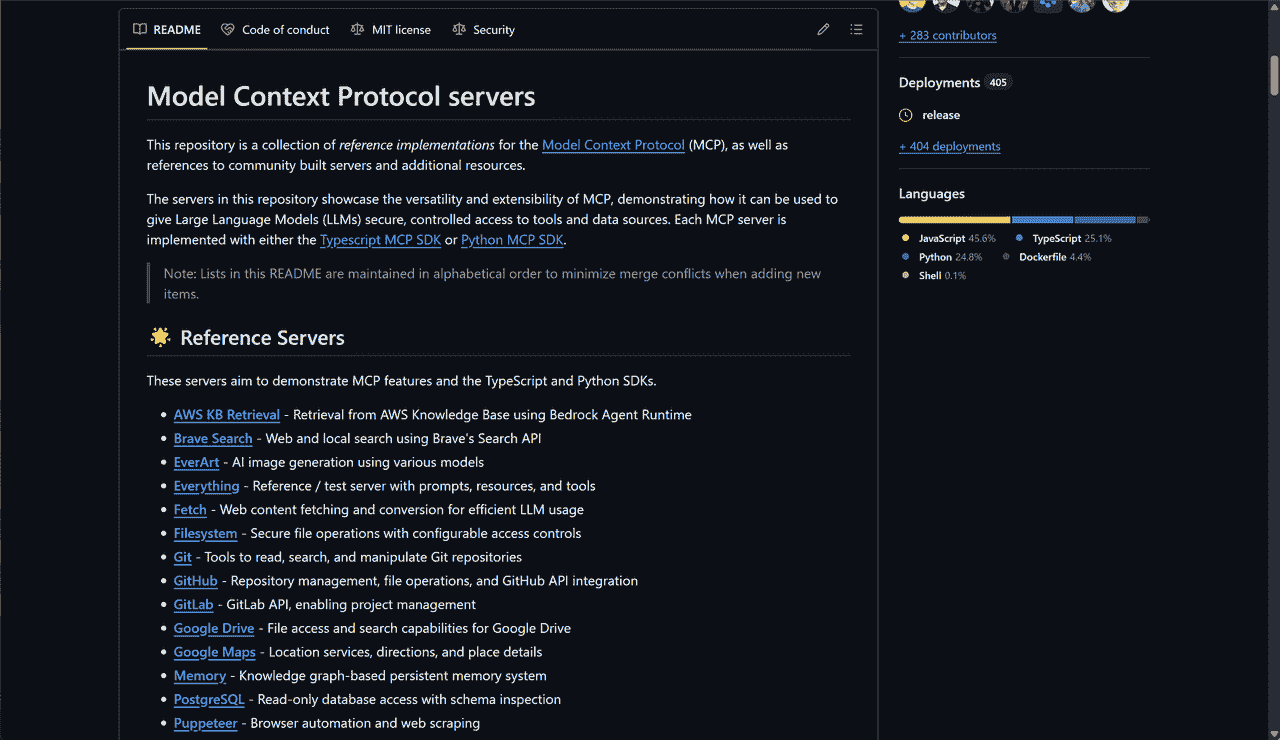 README
Code of conduct
MIT license
Security
Model Context Protocol servers
This repository is a collection of reference implementations for the Model Context Protocol (MCP), as well as
references to community built servers and additional resources.
The servers in this repository showcase the versatility and extensibility of MCP, demonstrating how it can be used to
give Large Language Models (LLMs) secure, controlled access to tools and data sources. Each MCP server is
implemented with either the Typescript MCP SDK or Python MCP SDK.
Note: Lists in this README are maintained in alphabetical order to minimize merge conflicts when adding new
items.
Reference Servers
These servers aim to demonstrate MCP features and the TypeScript and Python SDKs.
AWS KB Retrieval - Retrieval from AWS Knowledge Base using Bedrock Agent Runtime
Brave Search - Web and local search using Brave's Search API
EverArt - AI image generation using various models
Everything - Reference / test server with prompts, resources, and tools
Fetch - Web content fetching and conversion for efficient LLM usage
Filesystem - Secure file operations with configurable access controls
Git - Tools to read, search, and manipulate Git repositories
GitHub - Repository management, file operations, and GitHub API integration
GitLab - GitLab API, enabling project management
Google Drive - File access and search capabilities for Google Drive
Google Maps - Location services, directions, and place details
Memory - Knowledge graph-based persistent memory system
PostgreSQL - Read-only database access with schema inspection
Puppeteer - Browser automation and web scraping
+ 283 contributors
Deployments 405
release
+ 404 deployments
Languages
JavaScript 45.6% TypeScript 25.1%
Python 24.8% Dockerfile 4.4%
Shell 0.1%